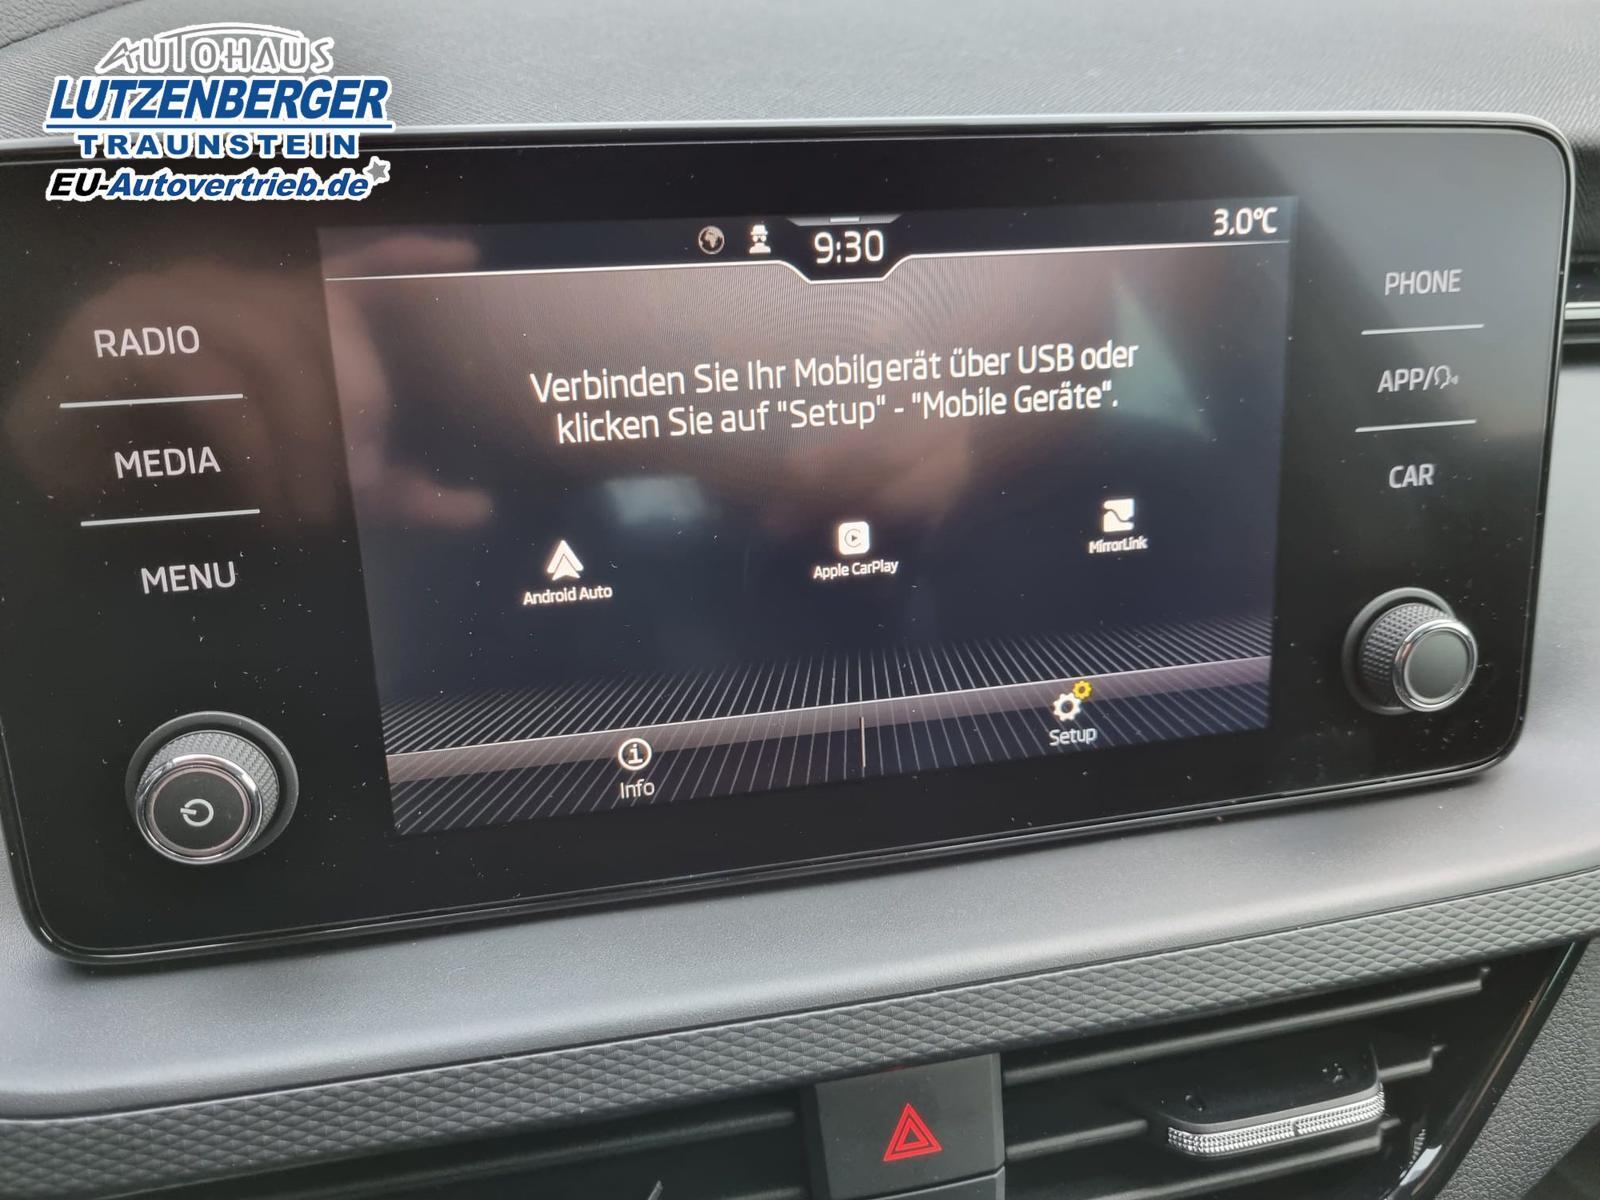 AUTOHAUS
LUTZENBERGER
TRAUNSTEIN
EU-Autovertrieb.de
9:30
3.0°C
RADIO
MEDIA
MENU
Verbinden Sie Ihr Mobilgerät über USB oder
klicken Sie auf "Setup" - "Mobile Geräte".
Android Auto
Apple CarPlay
MirrorLink
Info
Setup
PHONE
APP/
CAR